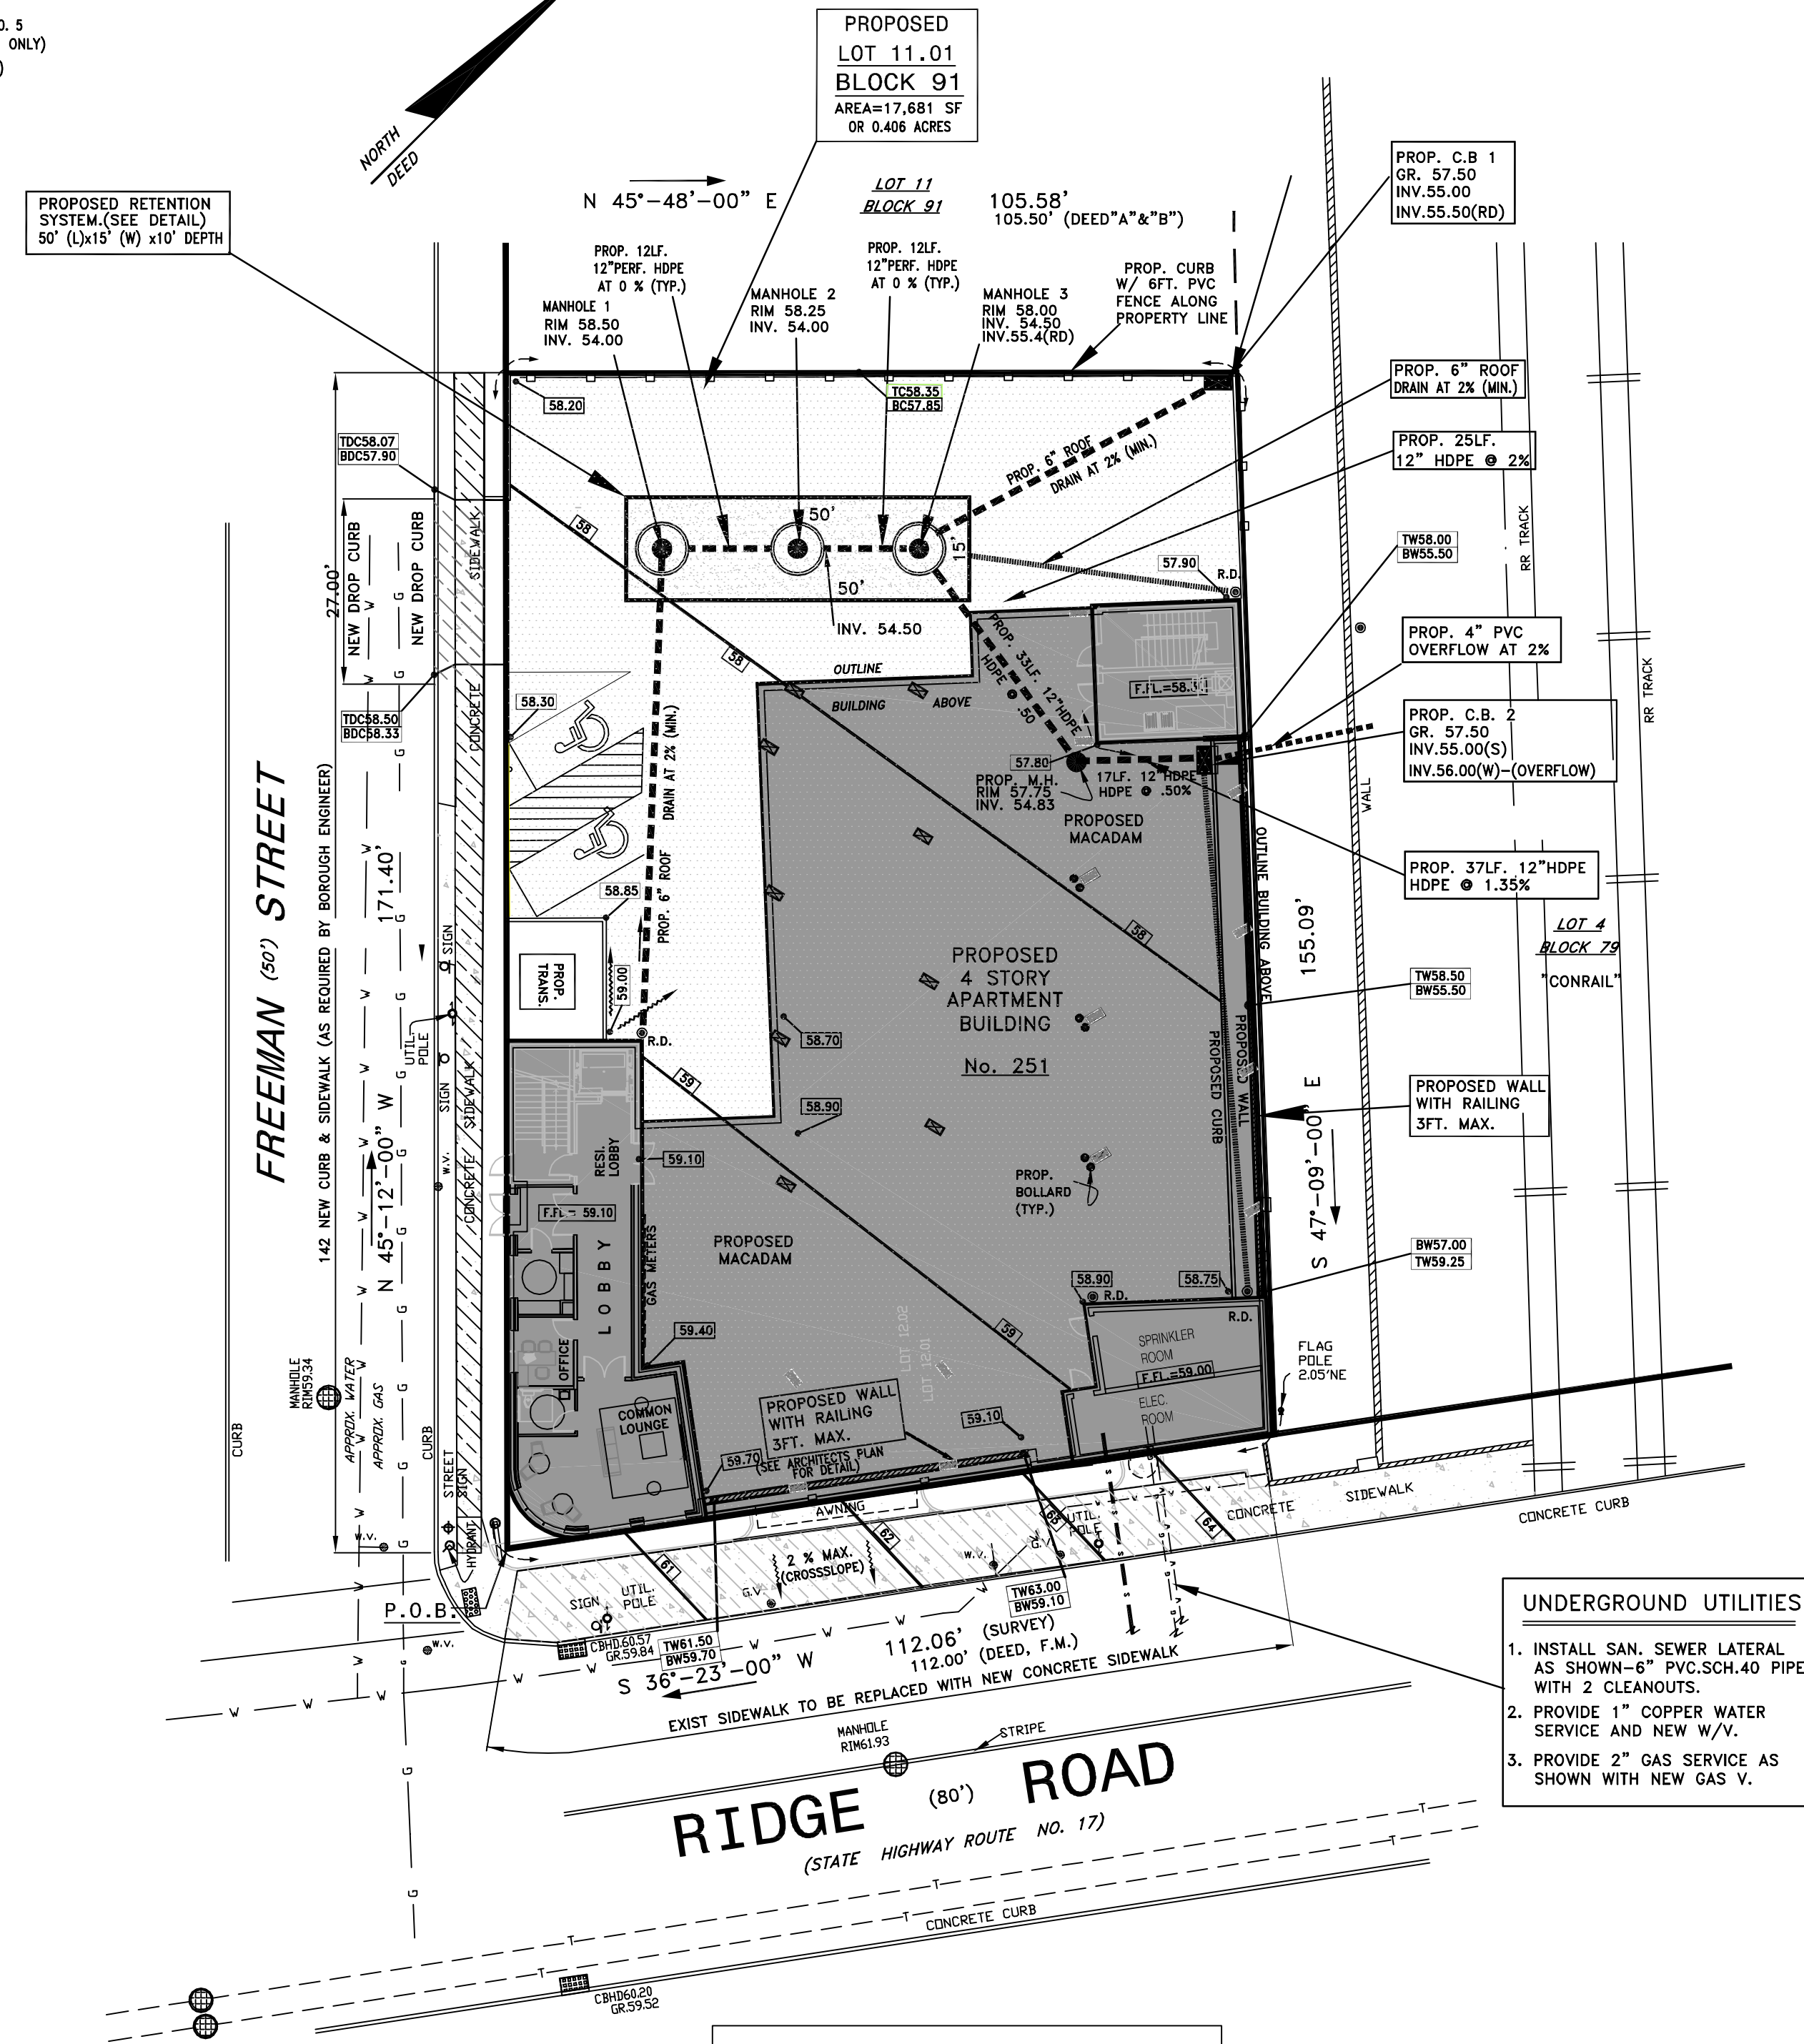 O. 5
ONLY)
)
NORTH
DEED
PROPOSED
LOT 11.01
BLOCK 91
AREA=17,681 SF
OR 0.406 ACRES
PROPOSED RETENTION
SYSTEM.(SEE DETAIL)
50' (L)x15' (W) x10' DEPTH
N 45°-48'-00" E
LOT 11
BLOCK 91
105.58'
105.50' (DEED"A"&"B")
PROP. C.B 1
GR. 57.50
INV.55.00
INV.55.50(RD)
PROP. 12LF.
12"PERF. HDPE
AT 0 % (TYP.)
MANHOLE 1
RIM 58.50
INV. 54.00
MANHOLE 2
RIM 58.25
INV. 54.00
PROP. 12LF.
12"PERF. HDPE
AT 0 % (TYP.)
MANHOLE 3
RIM 58.00
INV. 54.50
INV.55.4(RD)
PROP. CURB
W/ 6FT. PVC
FENCE ALONG
PROPERTY LINE
58.20
TC58.35
BC57.85
PROP. 6" ROOF
DRAIN AT 2% (MIN.)
PROP. 6" ROOF
DRAIN AT 2% (MIN.)
PROP. 25LF.
12" HDPE @ 2%
TDC58.07
BDC57.90
27.00'
NEW DROP CURB
NEW DROP CURB
SIDEWALK
58
50'
15'
50'
INV. 54.50
57.90
R.D.
TW58.00
BW55.50
RR TRACK
RR TRACK
PROP. 4" PVC
OVERFLOW AT 2%
58
OUTLINE
BUILDING
ABOVE
PROP. 33LF. 12"HDPE
HDPE @ .50
TDC58.50
BDC58.33
58.30
CONCRETE
PROP. C.B. 2
GR. 57.50
INV.55.00(S)
INV.56.00(W)-(OVERFLOW)
57.80
PROP. M.H.
RIM 57.75
INV. 54.83
17LF. 12"HDPE
HDPE @ .50%
PROPOSED
MACADAM
WALL
PROP. 6" ROOF
DRAIN AT 2% (MIN.)
PROP. 37LF. 12"HDPE
HDPE @ 1.35%
LOT 4
BLOCK 79
"CONRAIL"
FREEMAN (50') STREET
142 NEW CURB & SIDEWALK (AS REQUIRED BY BOROUGH ENGINEER)
171.40'
N 45°-12'-00" W
58.85
PROP.
TRANS.
59.00
R.D.
SIGN
UTIL.
POLE
SIGN
W.V.
CONCRETE SIDEWALK
58
PROPOSED
4 STORY
APARTMENT
BUILDING
No. 251
58.70
58.90
59
OUTLINE BUILDING ABOVE
155.09'
S 47°-09'-00" E
PROPOSED CURB
PROPOSED WALL
TW58.50
BW55.50
PROPOSED WALL
WITH RAILING
3FT. MAX.
RESI.
LOBBY
59.10
F.FL = 59.10
LOBBY
GAS METERS
PROPOSED
MACADAM
PROP.
BOLLARD
(TYP.)
BW57.00
TW59.25
58.90
R.D.
58.75
R.D.
59
59.40
OFFICE
LOT 12.02
LOT 12.01
SPRINKLER
ROOM
F.FL.=59.00
ELEC.
ROOM
FLAG
POLE
2.05'NE
COMMON
LOUNGE
PROPOSED WALL
WITH RAILING
3FT. MAX.
(SEE ARCHITECTS PLAN
FOR DETAIL)
59.70
59.10
AWNING
MANHOLE
RIM59.34
APPROX. WATER
APPROX. GAS
CURB
CURB
STREET
SIGN
HYDRANT
W.V.
P.O.B.
W.V.
61
62
63
64
2 % MAX.
(CROSSSLOPE)
SIGN
UTIL.
POLE
G.V.
W.V.
G.V.
UTIL.
POLE
CONCRETE
SIDEWALK
CONCRETE CURB
CBHD.60.57
GR.59.84
TW61.50
BW59.70
TW63.00
BW59.10
S 36°-23'-00" W
112.06' (SURVEY)
112.00' (DEED, F.M.)
EXIST SIDEWALK TO BE REPLACED WITH NEW CONCRETE SIDEWALK
UNDERGROUND UTILITIES
1. INSTALL SAN. SEWER LATERAL
AS SHOWN-6" PVC.SCH.40 PIPE
WITH 2 CLEANOUTS.
2. PROVIDE 1" COPPER WATER
SERVICE AND NEW W/V.
3. PROVIDE 2" GAS SERVICE AS
SHOWN WITH NEW GAS V.
MANHOLE
RIM61.93
STRIPE
RIDGE (80') ROAD
(STATE HIGHWAY ROUTE NO. 17)
CONCRETE CURB
CBHD60.20
GR.59.52